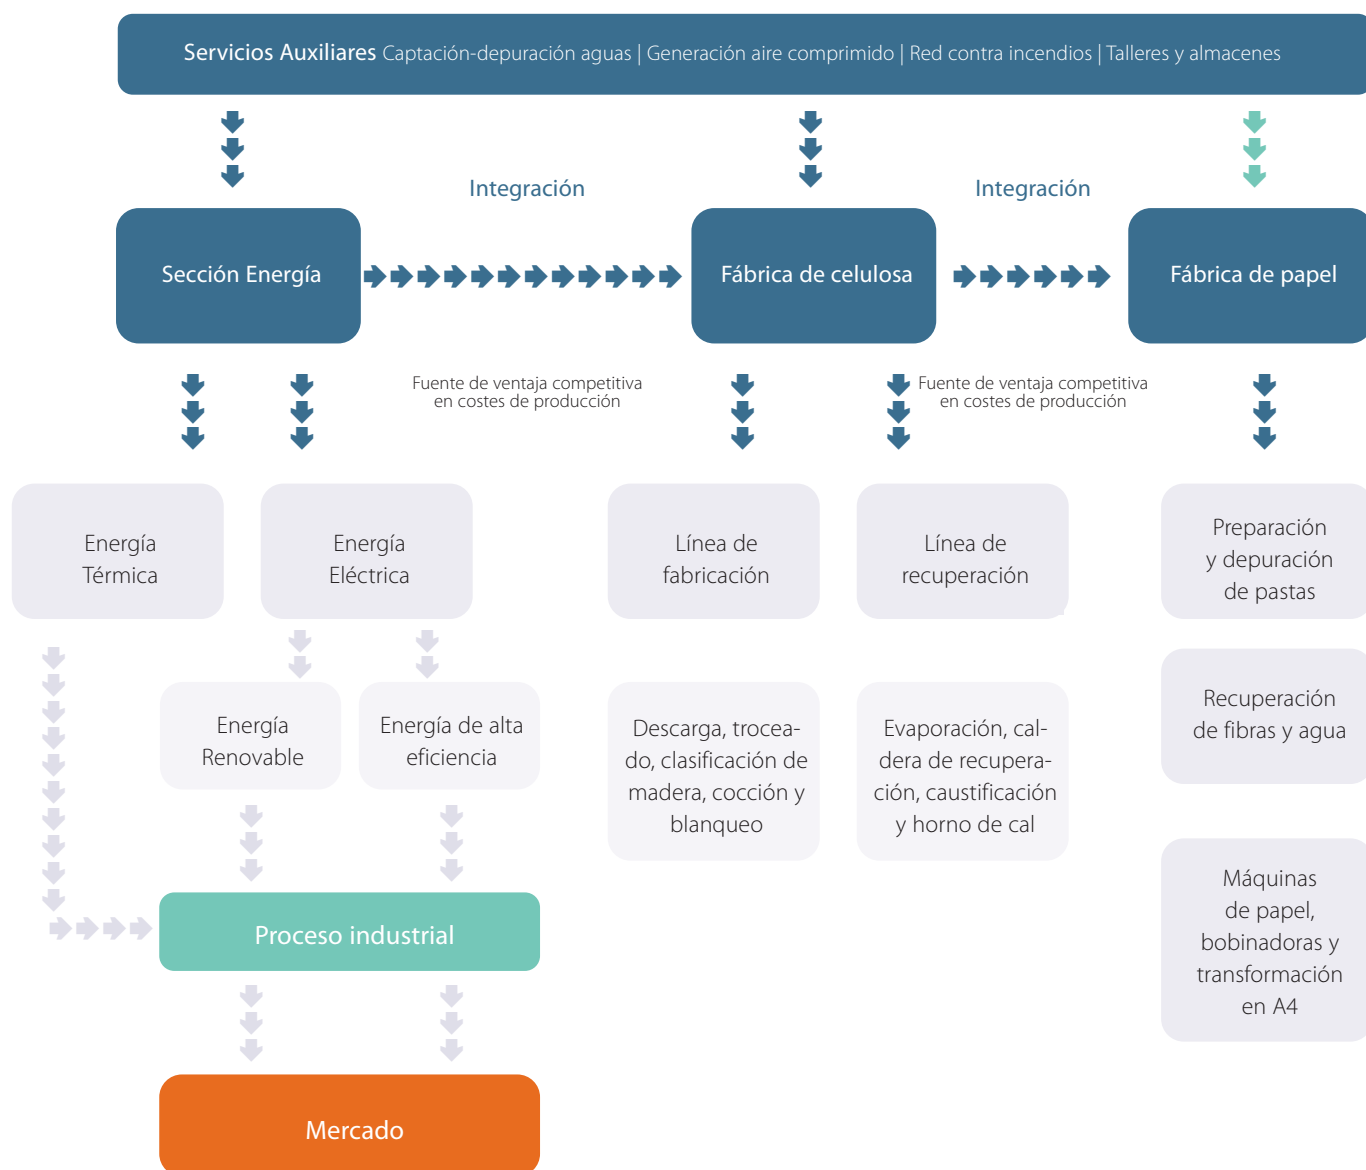 Servicios Auxiliares Captación-depuración aguas | Generación aire comprimido | Red contra incendios | Talleres y almacenes
Integración
Integración
Sección Energía
Fábrica de celulosa
Fábrica de papel
Fuente de ventaja competitiva
en costes de producción
Fuente de ventaja competitiva
en costes de producción
Energía
Térmica
Energía
Eléctrica
Línea de
fabricación
Línea de
recuperación
Preparación
y depuración
de pastas
Energía
Renovable
Energía de alta
eficiencia
Descarga, trocea-
do, clasificación de
madera, cocción y
blanqueo
Evaporación, cal-
dera de recupera-
ción, caustificación
y horno de cal
Recuperación
de fibras y agua
Máquinas
de papel,
bobinadoras y
transformación
en A4
Proceso industrial
Mercado